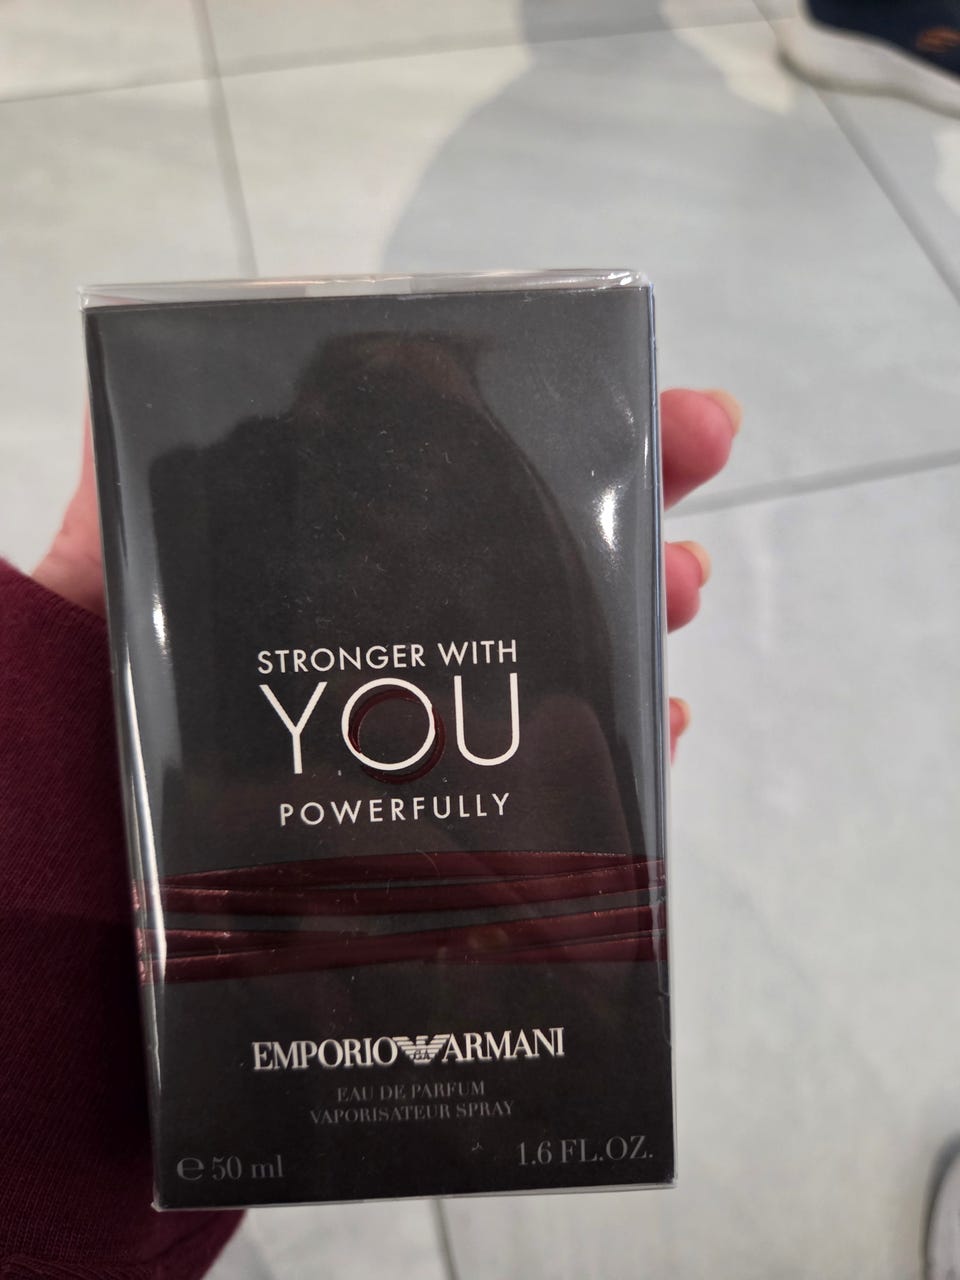 STRONGER WITH
YOU
POWERFULLY
EMPORIO ARMANI
EAU DE PARFUM
VAPORISATEUR SPRAY
℮ 50 ml 1.6 FL.OZ.